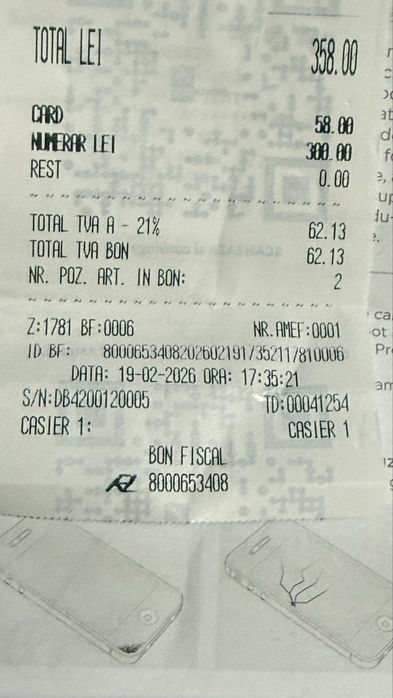 TOTAL LEI 358.00
CARD 58.00
NUMERAR LEI 300.00
REST 0.00
TOTAL TVA A - 21% 62.13
TOTAL TVA BON 62.13
NR. POZ. ART. IN BON: 2
Z:1781 BF:0006 NR.AMEF:0001
ID BF: 80006534082026021917352117810006
DATA: 19-02-2026 ORA: 17:35:21
S/N:DB4200120005 TD:00041254
CASIER 1: CASIER 1
BON FISCAL
8000653408